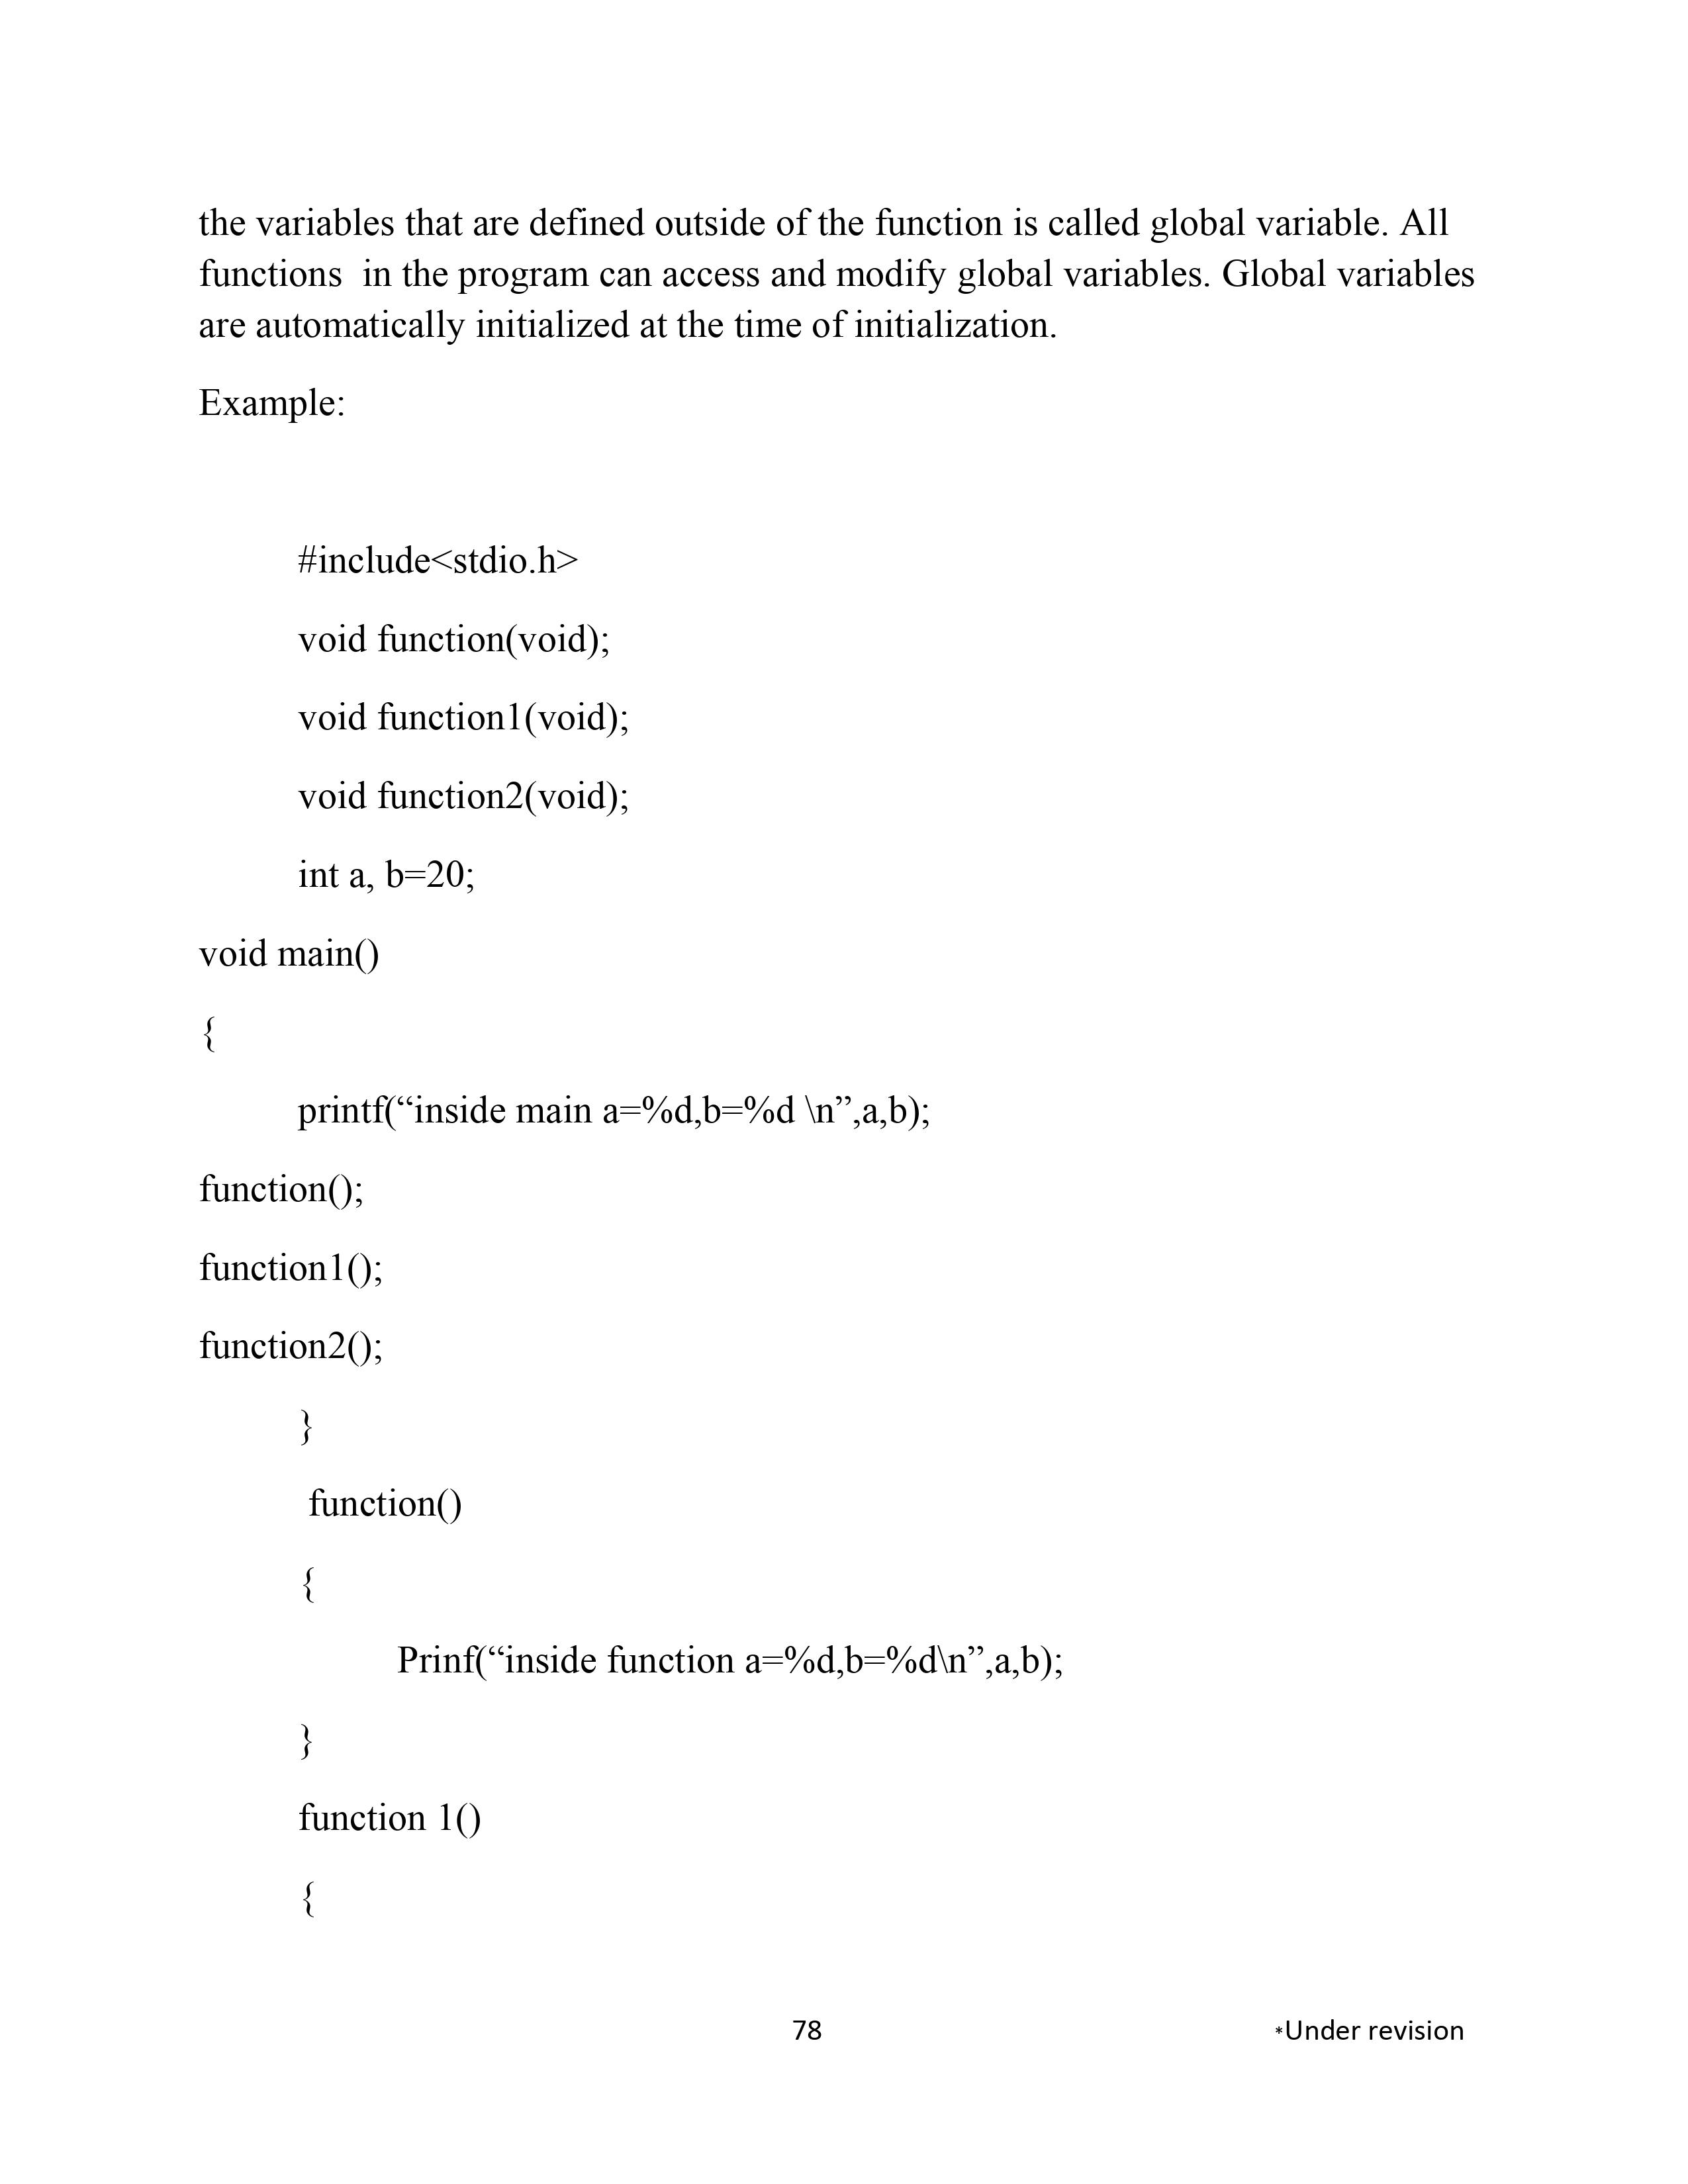 the variables that are defined outside of the function is called global variable. All
functions  in the program can access and modify global variables. Global variables
are automatically initialized at the time of initialization.
Example:
#include<stdio.h>
void function(void);
void function1(void);
void function2(void);
int a, b=20;
void main()
{
printf(“inside main a=%d,b=%d \n”,a,b);
function();
function1();
function2();
}
function()
{
Prinf(“inside function a=%d,b=%d\n”,a,b);
}
function 1()
{
78 *Under revision